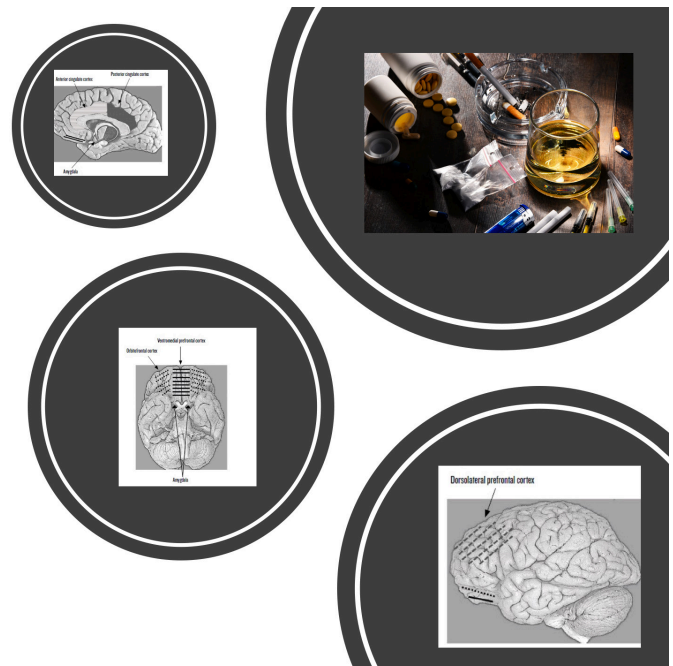 Anterior cingulate cortex
Posterior cingulate cortex
Amygdala
Ventromedial prefrontal cortex
Orbitofrontal cortex
Amygdala
Dorsolateral prefrontal cortex